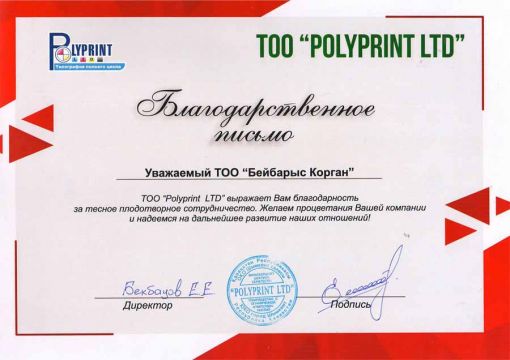 POLYPRINT
Типография полного цикла
ТОО “POLYPRINT LTD”
Благодарственное
письмо
Уважаемый ТОО “Бейбарыс Корган”
ТОО “Polyprint LTD” выражает Вам благодарность
за тесное плодотворное сотрудничество. Желаем процветания Вашей компании
и надеемся на дальнейшее развитие наших отношений!
Е Е
Директор
"POLYPRINT LTD"
Подпись